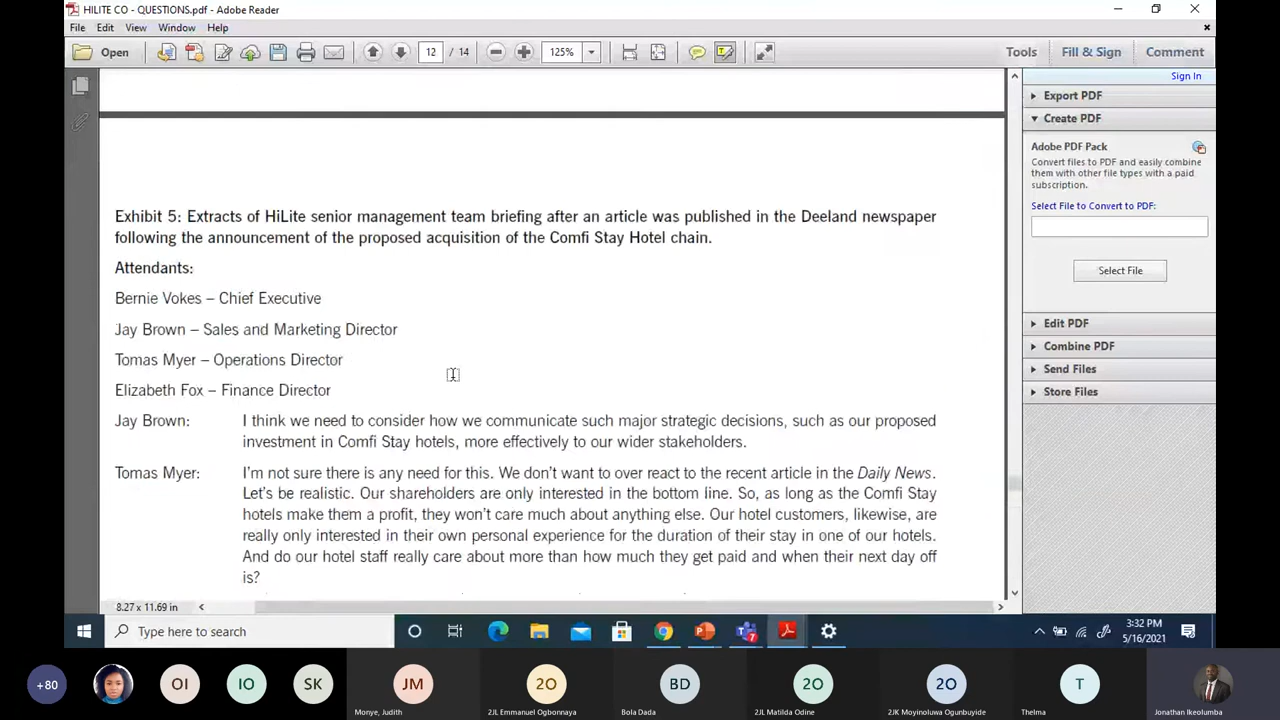 HILITE CO - QUESTIONS.pdf - Adobe Reader
File Edit View Window Help
Open 12 / 14 125% Tools Fill & Sign Comment
Sign In
Export PDF
Create PDF
Adobe PDF Pack
Convert files to PDF and easily combine
them with other file types with a paid
subscription.
Select File to Convert to PDF:
Select File
Edit PDF
Combine PDF
Send Files
Store Files
Exhibit 5: Extracts of HiLite senior management team briefing after an article was published in the Deeland newspaper
following the announcement of the proposed acquisition of the Comfi Stay Hotel chain.
Attendants:
Bernie Vokes – Chief Executive
Jay Brown – Sales and Marketing Director
Tomas Myer – Operations Director
Elizabeth Fox – Finance Director
Jay Brown: I think we need to consider how we communicate such major strategic decisions, such as our proposed
investment in Comfi Stay hotels, more effectively to our wider stakeholders.
Tomas Myer: I'm not sure there is any need for this. We don't want to over react to the recent article in the Daily News.
Let's be realistic. Our shareholders are only interested in the bottom line. So, as long as the Comfi Stay
hotels make them a profit, they won't care much about anything else. Our hotel customers, likewise, are
really only interested in their own personal experience for the duration of their stay in one of our hotels.
And do our hotel staff really care about more than how much they get paid and when their next day off
is?
8.27 x 11.69 in
Type here to search
7
3:32 PM
5/16/2021
+80 OI IO SK JM 2O BD 2O 2O T
Monye, Judith 2JL Emmanuel Ogbonnaya Bola Dada 2JL Matilda Odine 2JK Moyinoluwa Ogunbuyide Thelma Jonathan Ikeolumba